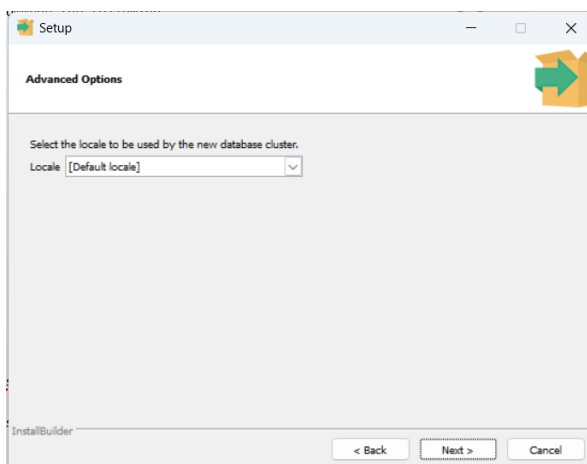 Setup
Advanced Options
Select the locale to be used by the new database cluster.
Locale [Default locale]
InstallBuilder
< Back Next > Cancel